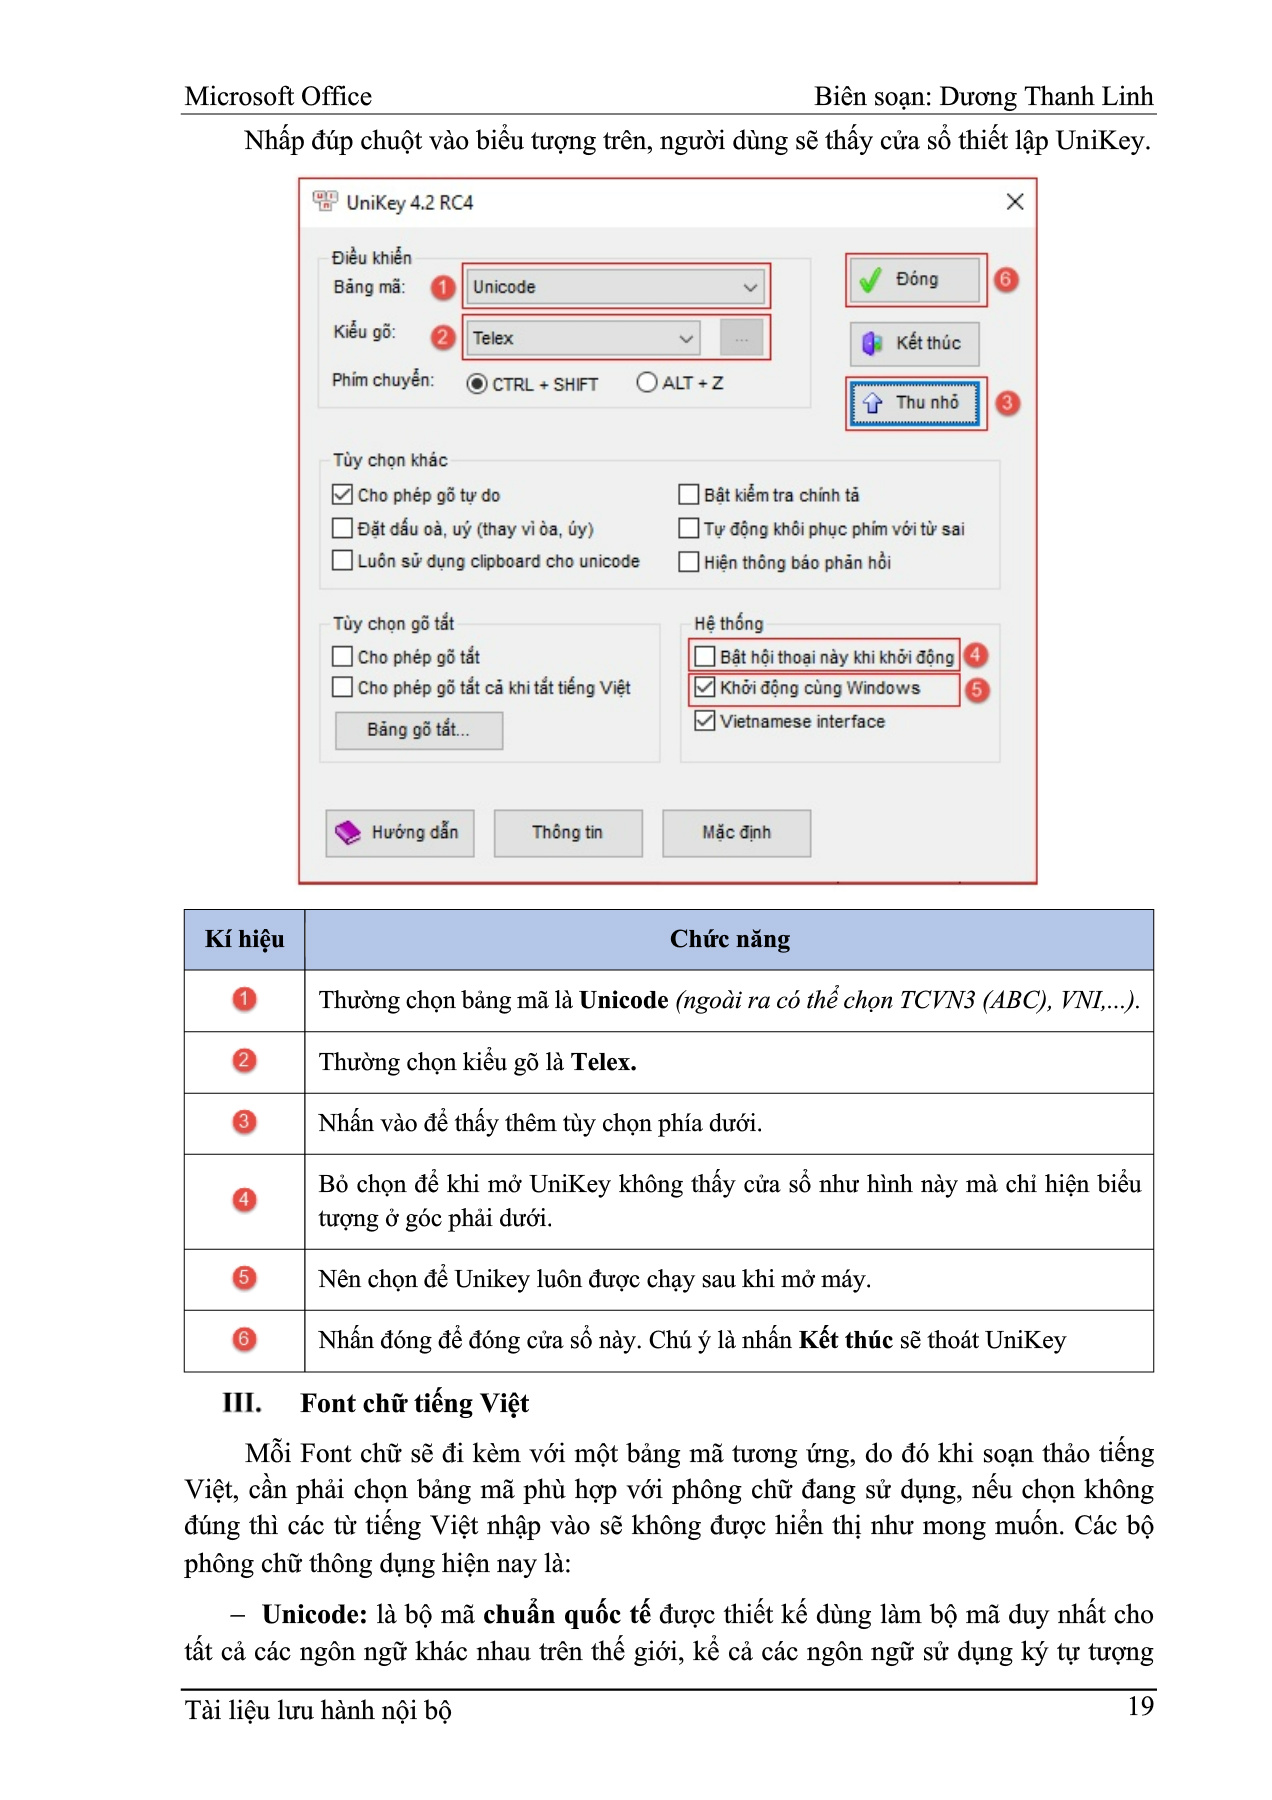 Microsoft Office Biên soạn: Dương Thanh Linh
Nhấp đúp chuột vào biểu tượng trên, người dùng sẽ thấy cửa sổ thiết lập UniKey.
UniKey 4.2 RC4
Điều khiển
Bảng mã: 1 Unicode
Đóng 6
Kiểu gõ: 2 Telex ...
Kết thúc
Phím chuyển: CTRL + SHIFT ALT + Z
Thu nhỏ 3
Tùy chọn khác
Cho phép gõ tự do Bật kiểm tra chính tả
Đặt dấu oà, uý (thay vì òa, úy) Tự động khôi phục phím với từ sai
Luôn sử dụng clipboard cho unicode Hiện thông báo phản hồi
Tùy chọn gõ tắt Hệ thống
Cho phép gõ tắt Bật hội thoại này khi khởi động 4
Cho phép gõ tắt cả khi tắt tiếng Việt Khởi động cùng Windows 5
Bảng gõ tắt... Vietnamese interface
Hướng dẫn Thông tin Mặc định
Kí hiệu Chức năng
1 Thường chọn bảng mã là Unicode (ngoài ra có thể chọn TCVN3 (ABC), VNI,...).
2 Thường chọn kiểu gõ là Telex.
3 Nhấn vào để thấy thêm tùy chọn phía dưới.
4 Bỏ chọn để khi mở UniKey không thấy cửa sổ như hình này mà chỉ hiện biểu
tượng ở góc phải dưới.
5 Nên chọn để Unikey luôn được chạy sau khi mở máy.
6 Nhấn đóng để đóng cửa sổ này. Chú ý là nhấn Kết thúc sẽ thoát UniKey
III. Font chữ tiếng Việt
Mỗi Font chữ sẽ đi kèm với một bảng mã tương ứng, do đó khi soạn thảo tiếng
Việt, cần phải chọn bảng mã phù hợp với phông chữ đang sử dụng, nếu chọn không
đúng thì các từ tiếng Việt nhập vào sẽ không được hiển thị như mong muốn. Các bộ
phông chữ thông dụng hiện nay là:
– Unicode: là bộ mã chuẩn quốc tế được thiết kế dùng làm bộ mã duy nhất cho
tất cả các ngôn ngữ khác nhau trên thế giới, kể cả các ngôn ngữ sử dụng ký tự tượng
Tài liệu lưu hành nội bộ 19